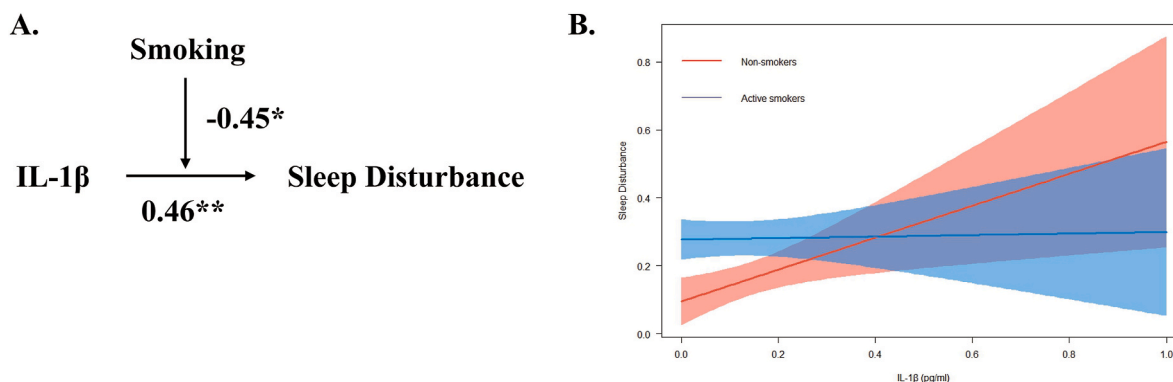 A.
Smoking
-0.45*
IL-1β
Sleep Disturbance
0.46**
B.
Non-smokers
Active smokers
Sleep Disturbance
0.8
0.6
0.4
0.2
0.0
0.0 0.2 0.4 0.6 0.8 1.0
IL-1β (pg/ml)